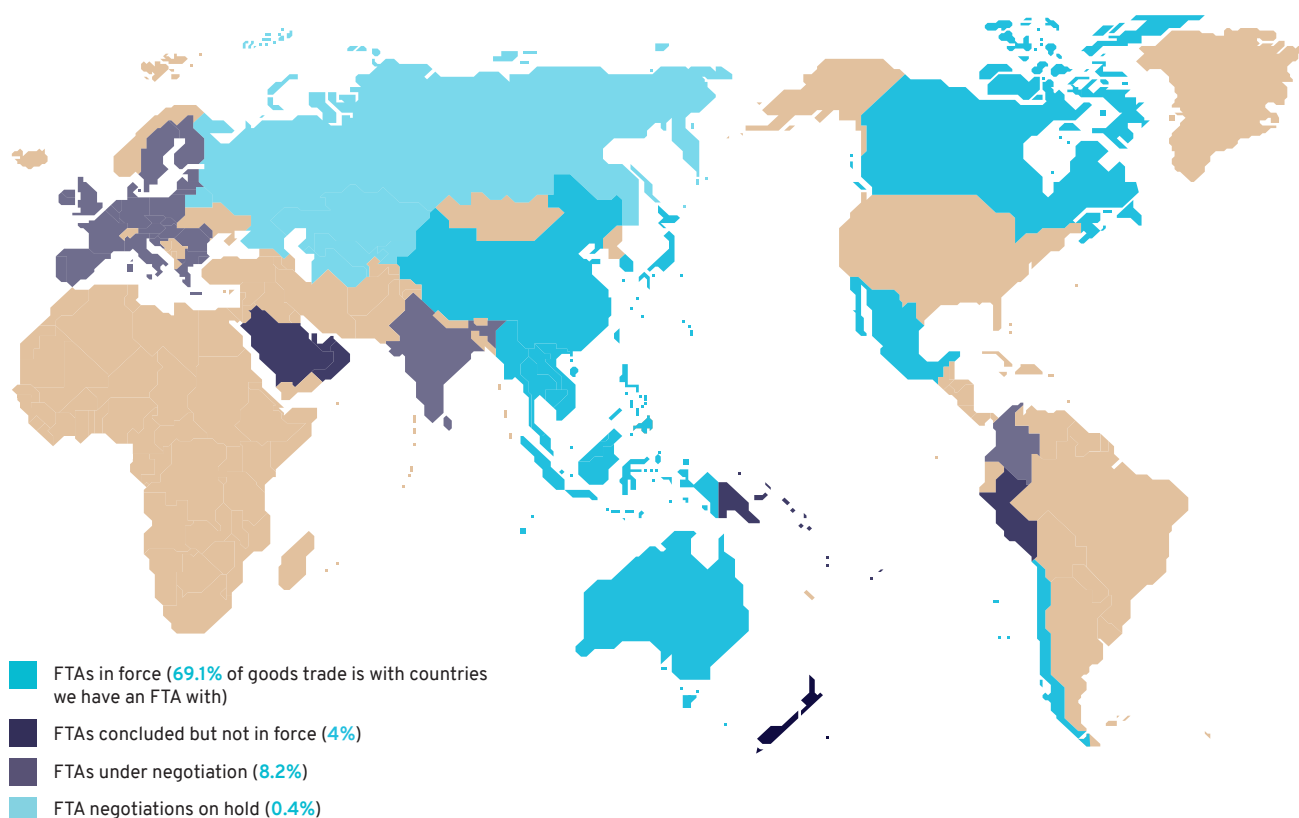 FTAs in force (69.1% of goods trade is with countries
we have an FTA with)
FTAs concluded but not in force (4%)
FTAs under negotiation (8.2%)
FTA negotiations on hold (0.4%)